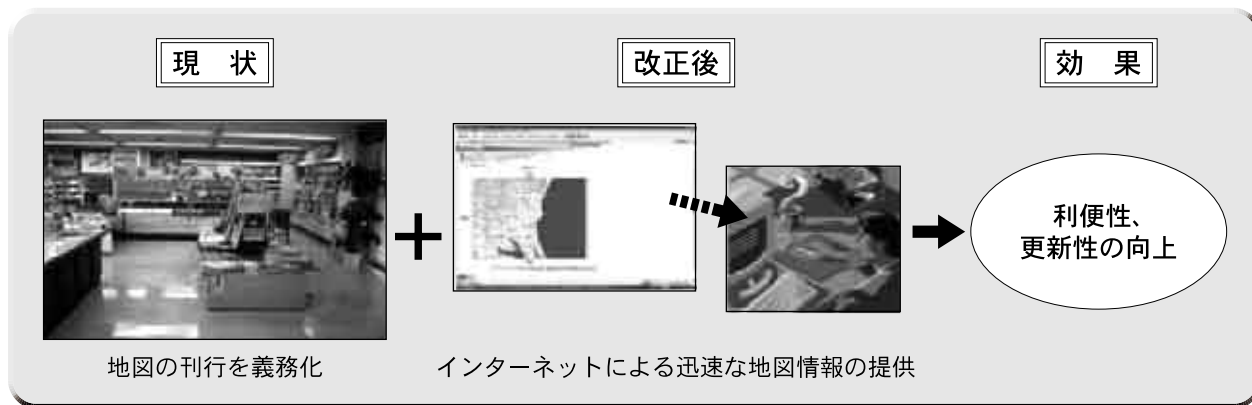 現　状
改正後
効　果
利便性、
更新性の向上
地図の刊行を義務化
インターネットによる迅速な地図情報の提供